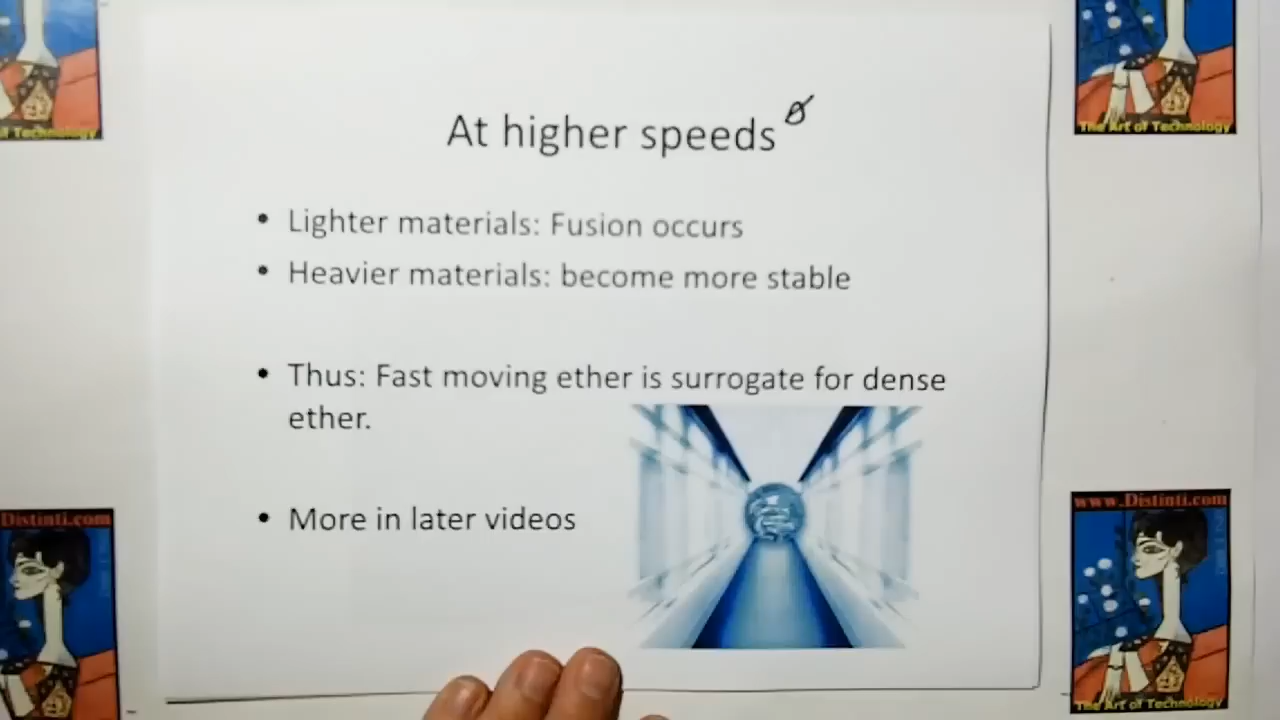 f Technology
The Art of Technology
At higher speeds
• Lighter materials: Fusion occurs
• Heavier materials: become more stable
• Thus: Fast moving ether is surrogate for dense
ether.
• More in later videos
Distinti.com
www.Distinti.com
The Art of Technology